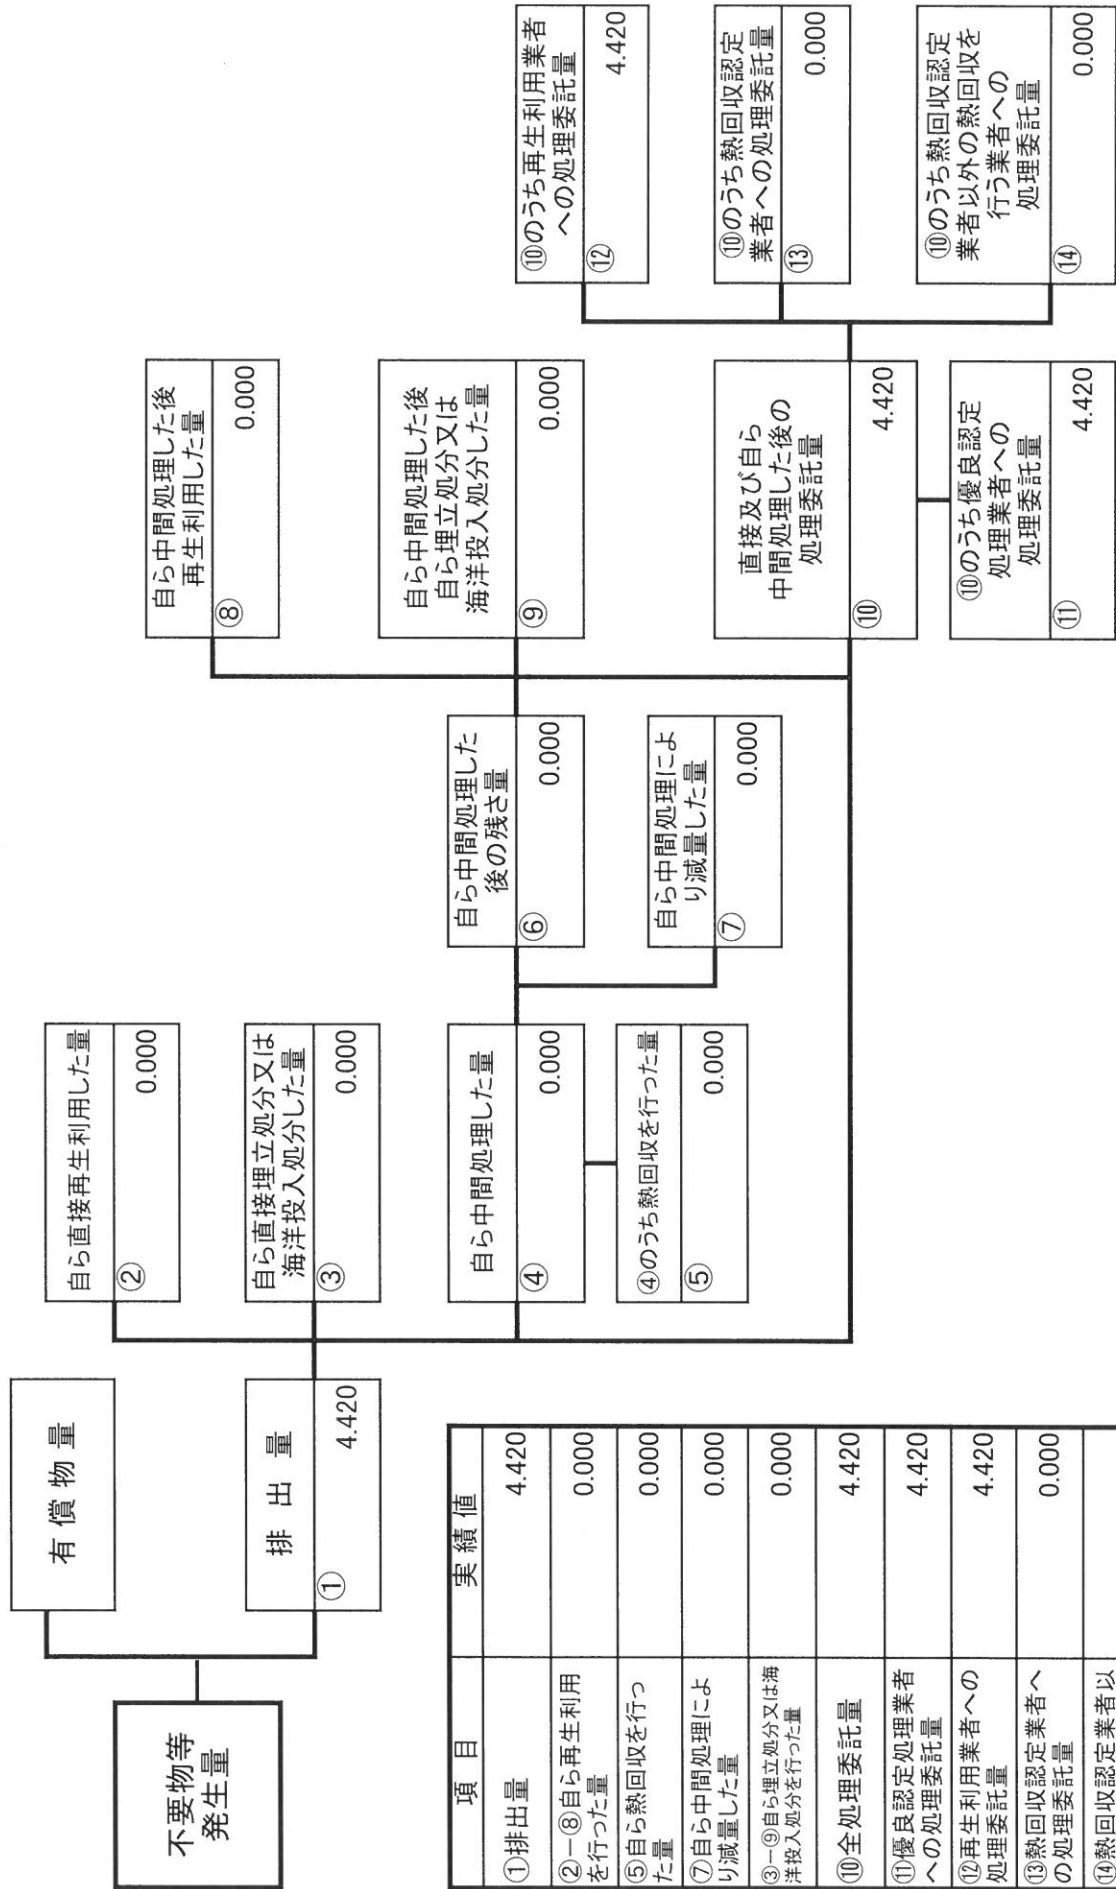 不要物等
発生量
有償物量
排出量
① 4.420
自ら直接再生利用した量
② 0.000
自ら直接埋立処分又は
海洋投入処分した量
③ 0.000
自ら中間処理した量
④ 0.000
④のうち熱回収を行った量
⑤ 0.000
自ら中間処理した
後の残さ量
⑥ 0.000
自ら中間処理によ
り減量した量
⑦ 0.000
自ら中間処理した後
再生利用した量
⑧ 0.000
自ら中間処理した後
自ら埋立処分又は
海洋投入処分した量
⑨ 0.000
直接及び自ら
中間処理した後の
処理委託量
⑩ 4.420
⑩のうち優良認定
処理業者への
処理委託量
⑪ 4.420
⑩のうち再生利用業者
への処理委託量
⑫ 4.420
⑩のうち熱回収認定
業者への処理委託量
⑬ 0.000
⑩のうち熱回収認定
業者以外の熱回収を
行う業者への
処理委託量
⑭ 0.000
項目 実績値
①排出量 4.420
②－⑧自ら再生利用
を行った量 0.000
⑤自ら熱回収を行っ
た量 0.000
⑦自ら中間処理によ
り減量した量 0.000
③－⑨自ら埋立処分又は海
洋投入処分を行った量 0.000
⑩全処理委託量 4.420
⑪優良認定処理業者
への処理委託量 4.420
⑫再生利用業者への
処理委託量 4.420
⑬熱回収認定業者へ
の処理委託量 0.000
⑭熱回収認定業者以